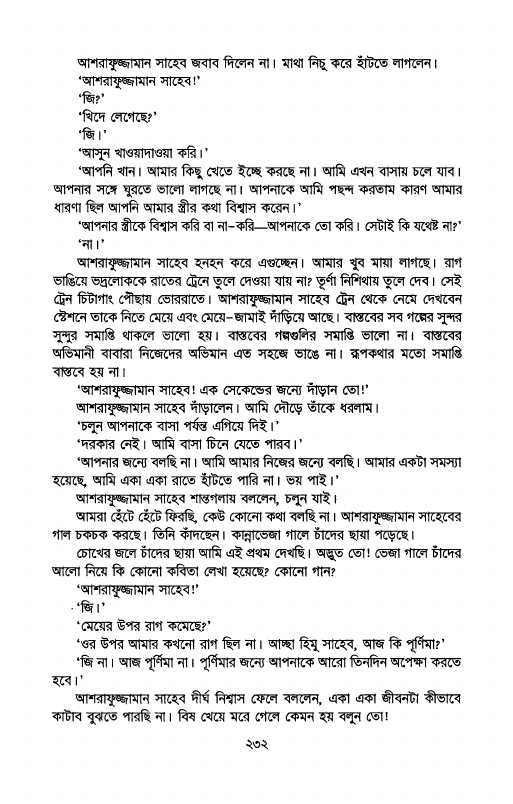 আশরাফুজ্জামান সাহেব জবাব দিলেন না। মাথা নিচু করে হাঁটতে লাগলেন।
‘আশরাফুজ্জামান সাহেব!’
‘জি?’
‘খিদে লেগেছে?’
‘জি।’
‘আসুন খাওয়াদাওয়া করি।’
‘আপনি খান। আমার কিছু খেতে ইচ্ছে করছে না। আমি এখন বাসায় চলে যাব।
আপনার সঙ্গে ঘুরতে ভালো লাগছে না। আপনাকে আমি পছন্দ করতাম কারণ আমার
ধারণা ছিল আপনি আমার স্ত্রীর কথা বিশ্বাস করেন।’
‘আপনার স্ত্রীকে বিশ্বাস করি বা না-করি—আপনাকে তো করি। সেটাই কি যথেষ্ট না?’
‘না।’
আশরাফুজ্জামান সাহেব হনহন করে এগুচ্ছেন। আমার খুব মায়া লাগছে। রাগ
ভাঙিয়ে ভদ্রলোককে রাতের ট্রেনে তুলে দেওয়া যায় না? তূর্ণা নিশিথায় তুলে দেব। সেই
ট্রেন চিটাগাং পৌছায় ভোররাতে। আশরাফুজ্জামান সাহেব ট্রেন থেকে নেমে দেখবেন
স্টেশনে তাকে নিতে মেয়ে এবং মেয়ে-জামাই দাঁড়িয়ে আছে। বাস্তবের সব গল্পের সুন্দর
সুন্দর সমাপ্তি থাকলে ভালো হয়। বাস্তবের গল্পগুলির সমাপ্তি ভালো না। বাস্তবের
অভিমানী বাবারা নিজেদের অভিমান এত সহজে ভাঙে না। রূপকথার মতো সমাপ্তি
বাস্তবে হয় না।
‘আশরাফুজ্জামান সাহেব! এক সেকেন্ডের জন্যে দাঁড়ান তো!’
আশরাফুজ্জামান সাহেব দাঁড়ালেন। আমি দৌড়ে তাঁকে ধরলাম।
‘চলুন আপনাকে বাসা পর্যন্ত এগিয়ে দিই।’
‘দরকার নেই। আমি বাসা চিনে যেতে পারব।’
‘আপনার জন্যে বলছি না। আমি আমার নিজের জন্যে বলছি। আমার একটা সমস্যা
হয়েছে, আমি একা একা রাতে হাঁটতে পারি না। ভয় পাই।’
আশরাফুজ্জামান সাহেব শান্তগলায় বললেন, চলুন যাই।
আমরা হেঁটে হেঁটে ফিরছি, কেউ কোনো কথা বলছি না। আশরাফুজ্জামান সাহেবের
গাল চকচক করছে। তিনি কাঁদছেন। কান্নাভেজা গালে চাঁদের ছায়া পড়েছে।
চোখের জলে চাঁদের ছায়া আমি এই প্রথম দেখছি। অদ্ভুত তো! ভেজা গালে চাঁদের
আলো নিয়ে কি কোনো কবিতা লেখা হয়েছে? কোনো গান?
‘আশরাফুজ্জামান সাহেব!’
‘জি।’
‘মেয়ের উপর রাগ কমেছে?’
‘ওর উপর আমার কখনো রাগ ছিল না। আচ্ছা হিমু সাহেব, আজ কি পূর্ণিমা?’
‘জি না। আজ পূর্ণিমা না। পূর্ণিমার জন্যে আপনাকে আরো তিনদিন অপেক্ষা করতে
হবে।’
আশরাফুজ্জামান সাহেব দীর্ঘ নিশ্বাস ফেলে বললেন, একা একা জীবনটা কীভাবে
কাটাব বুঝতে পারছি না। বিষ খেয়ে মরে গেলে কেমন হয় বলুন তো!
২৩২